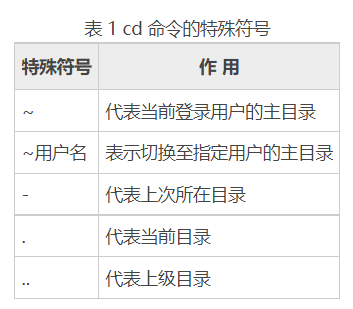 表 1 cd 命令的特殊符号
特殊符号 作 用
~ 代表当前登录用户的主目录
~用户名 表示切换至指定用户的主目录
- 代表上次所在目录
. 代表当前目录
.. 代表上级目录